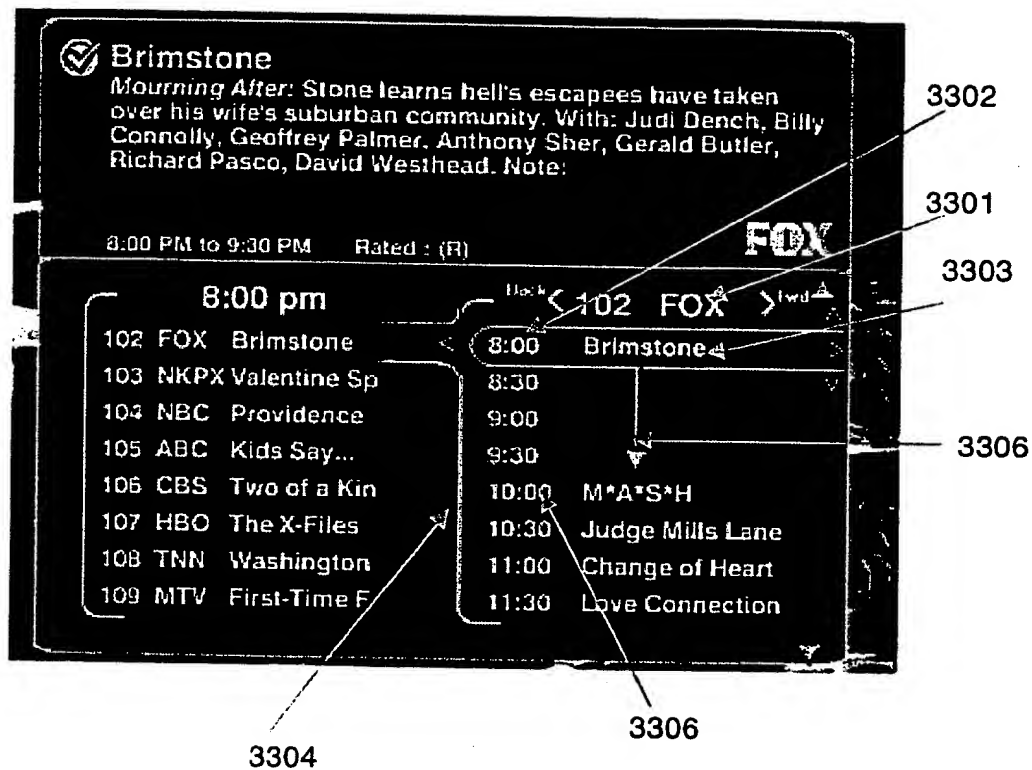 Brimstone
Mourning After: Stone learns hell's escapees have taken
over his wife's suburban community. With: Judi Dench, Billy
Connolly, Geoffrey Palmer, Anthony Sher, Gerald Butler,
Richard Pasco, David Westhead. Note:
8:00 PM to 9:30 PM Rated : (R)
FOX
8:00 pm
102 FOX Brimstone
103 NKPX Valentine Sp
104 NBC Providence
105 ABC Kids Say...
106 CBS Two of a Kin
107 HBO The X-Files
108 TNN Washington
109 MTV First-Time F
Back < 102 FOX > fwd
8:00 Brimstone
8:30
9:00
9:30
10:00 M*A*S*H
10:30 Judge Mills Lane
11:00 Change of Heart
11:30 Love Connection
3302
3301
3303
3306
3306
3304